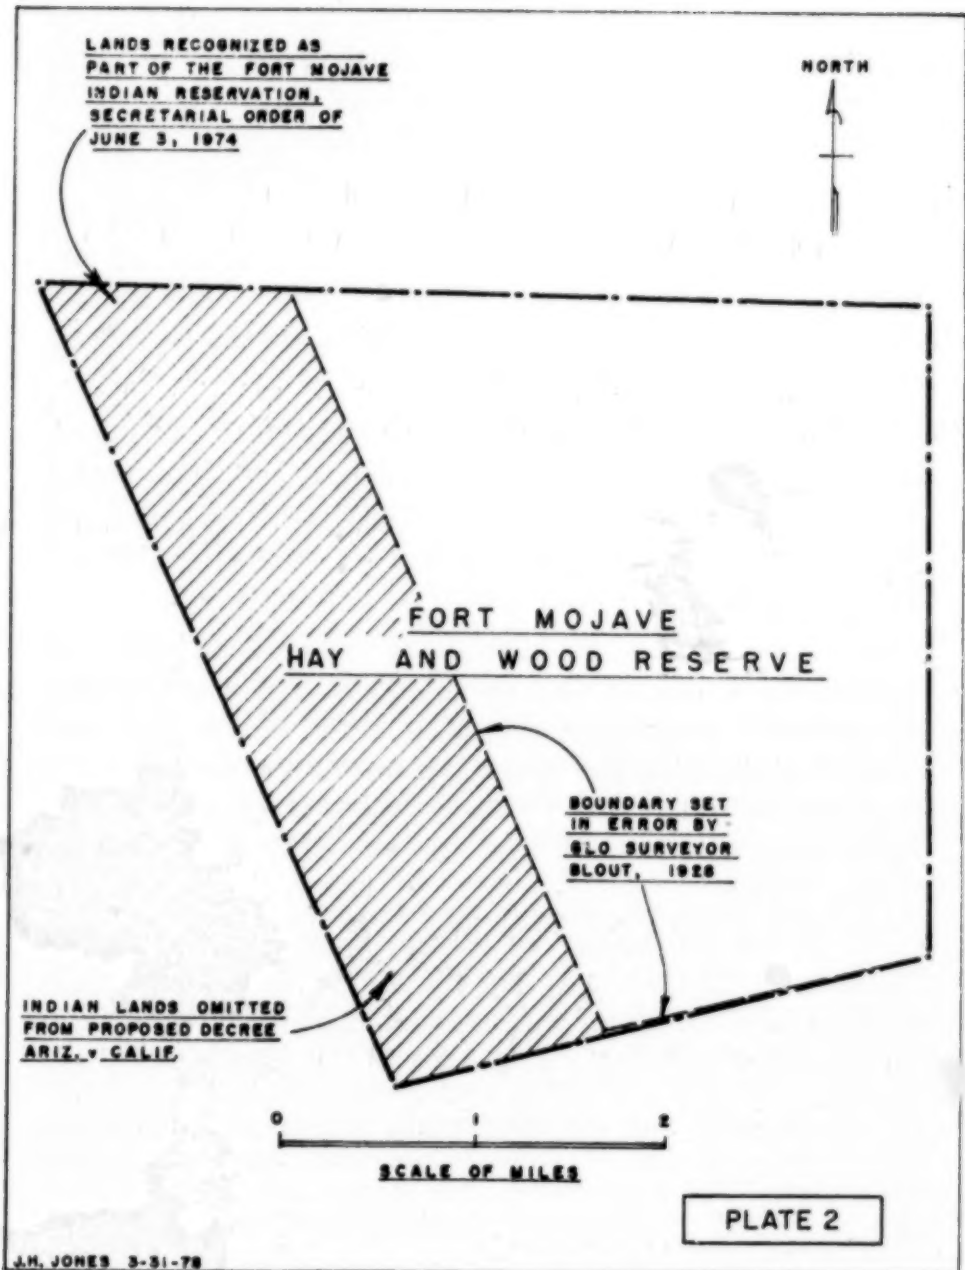 LANDS RECOGNIZED AS
PART OF THE FORT MOJAVE
INDIAN RESERVATION,
SECRETARIAL ORDER OF
JUNE 3, 1974
NORTH
FORT MOJAVE
HAY AND WOOD RESERVE
BOUNDARY SET
IN ERROR BY
GLO SURVEYOR
BLOUT, 1928
INDIAN LANDS OMITTED
FROM PROPOSED DECREE
ARIZ. v CALIF.
0 1 2
SCALE OF MILES
PLATE 2
J.H. JONES 3-31-78